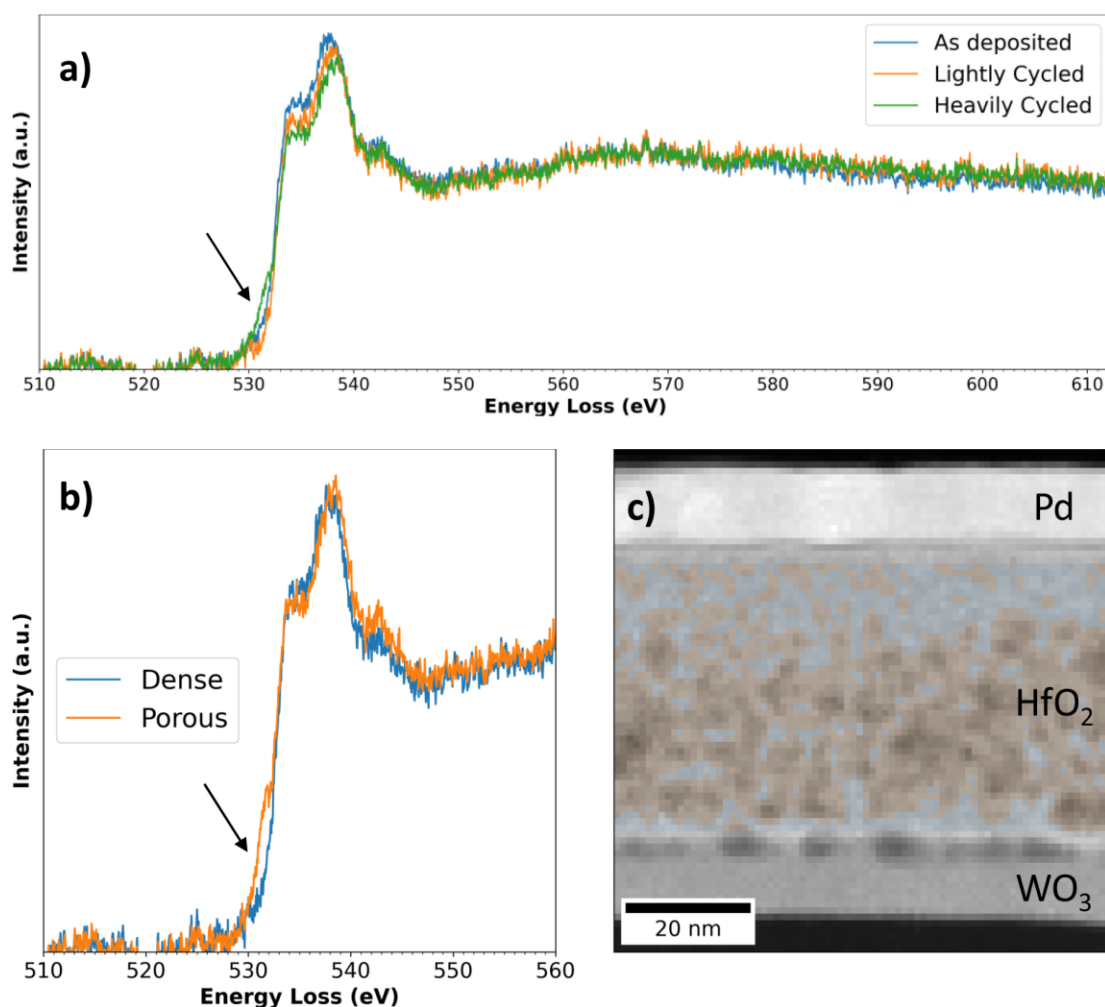 a)
As deposited
Lightly Cycled
Heavily Cycled
Intensity (a.u.)
510 520 530 540 550 560 570 580 590 600 610
Energy Loss (eV)
b)
Dense
Porous
Intensity (a.u.)
510 520 530 540 550 560
Energy Loss (eV)
c)
Pd
HfO₂
WO₃
20 nm